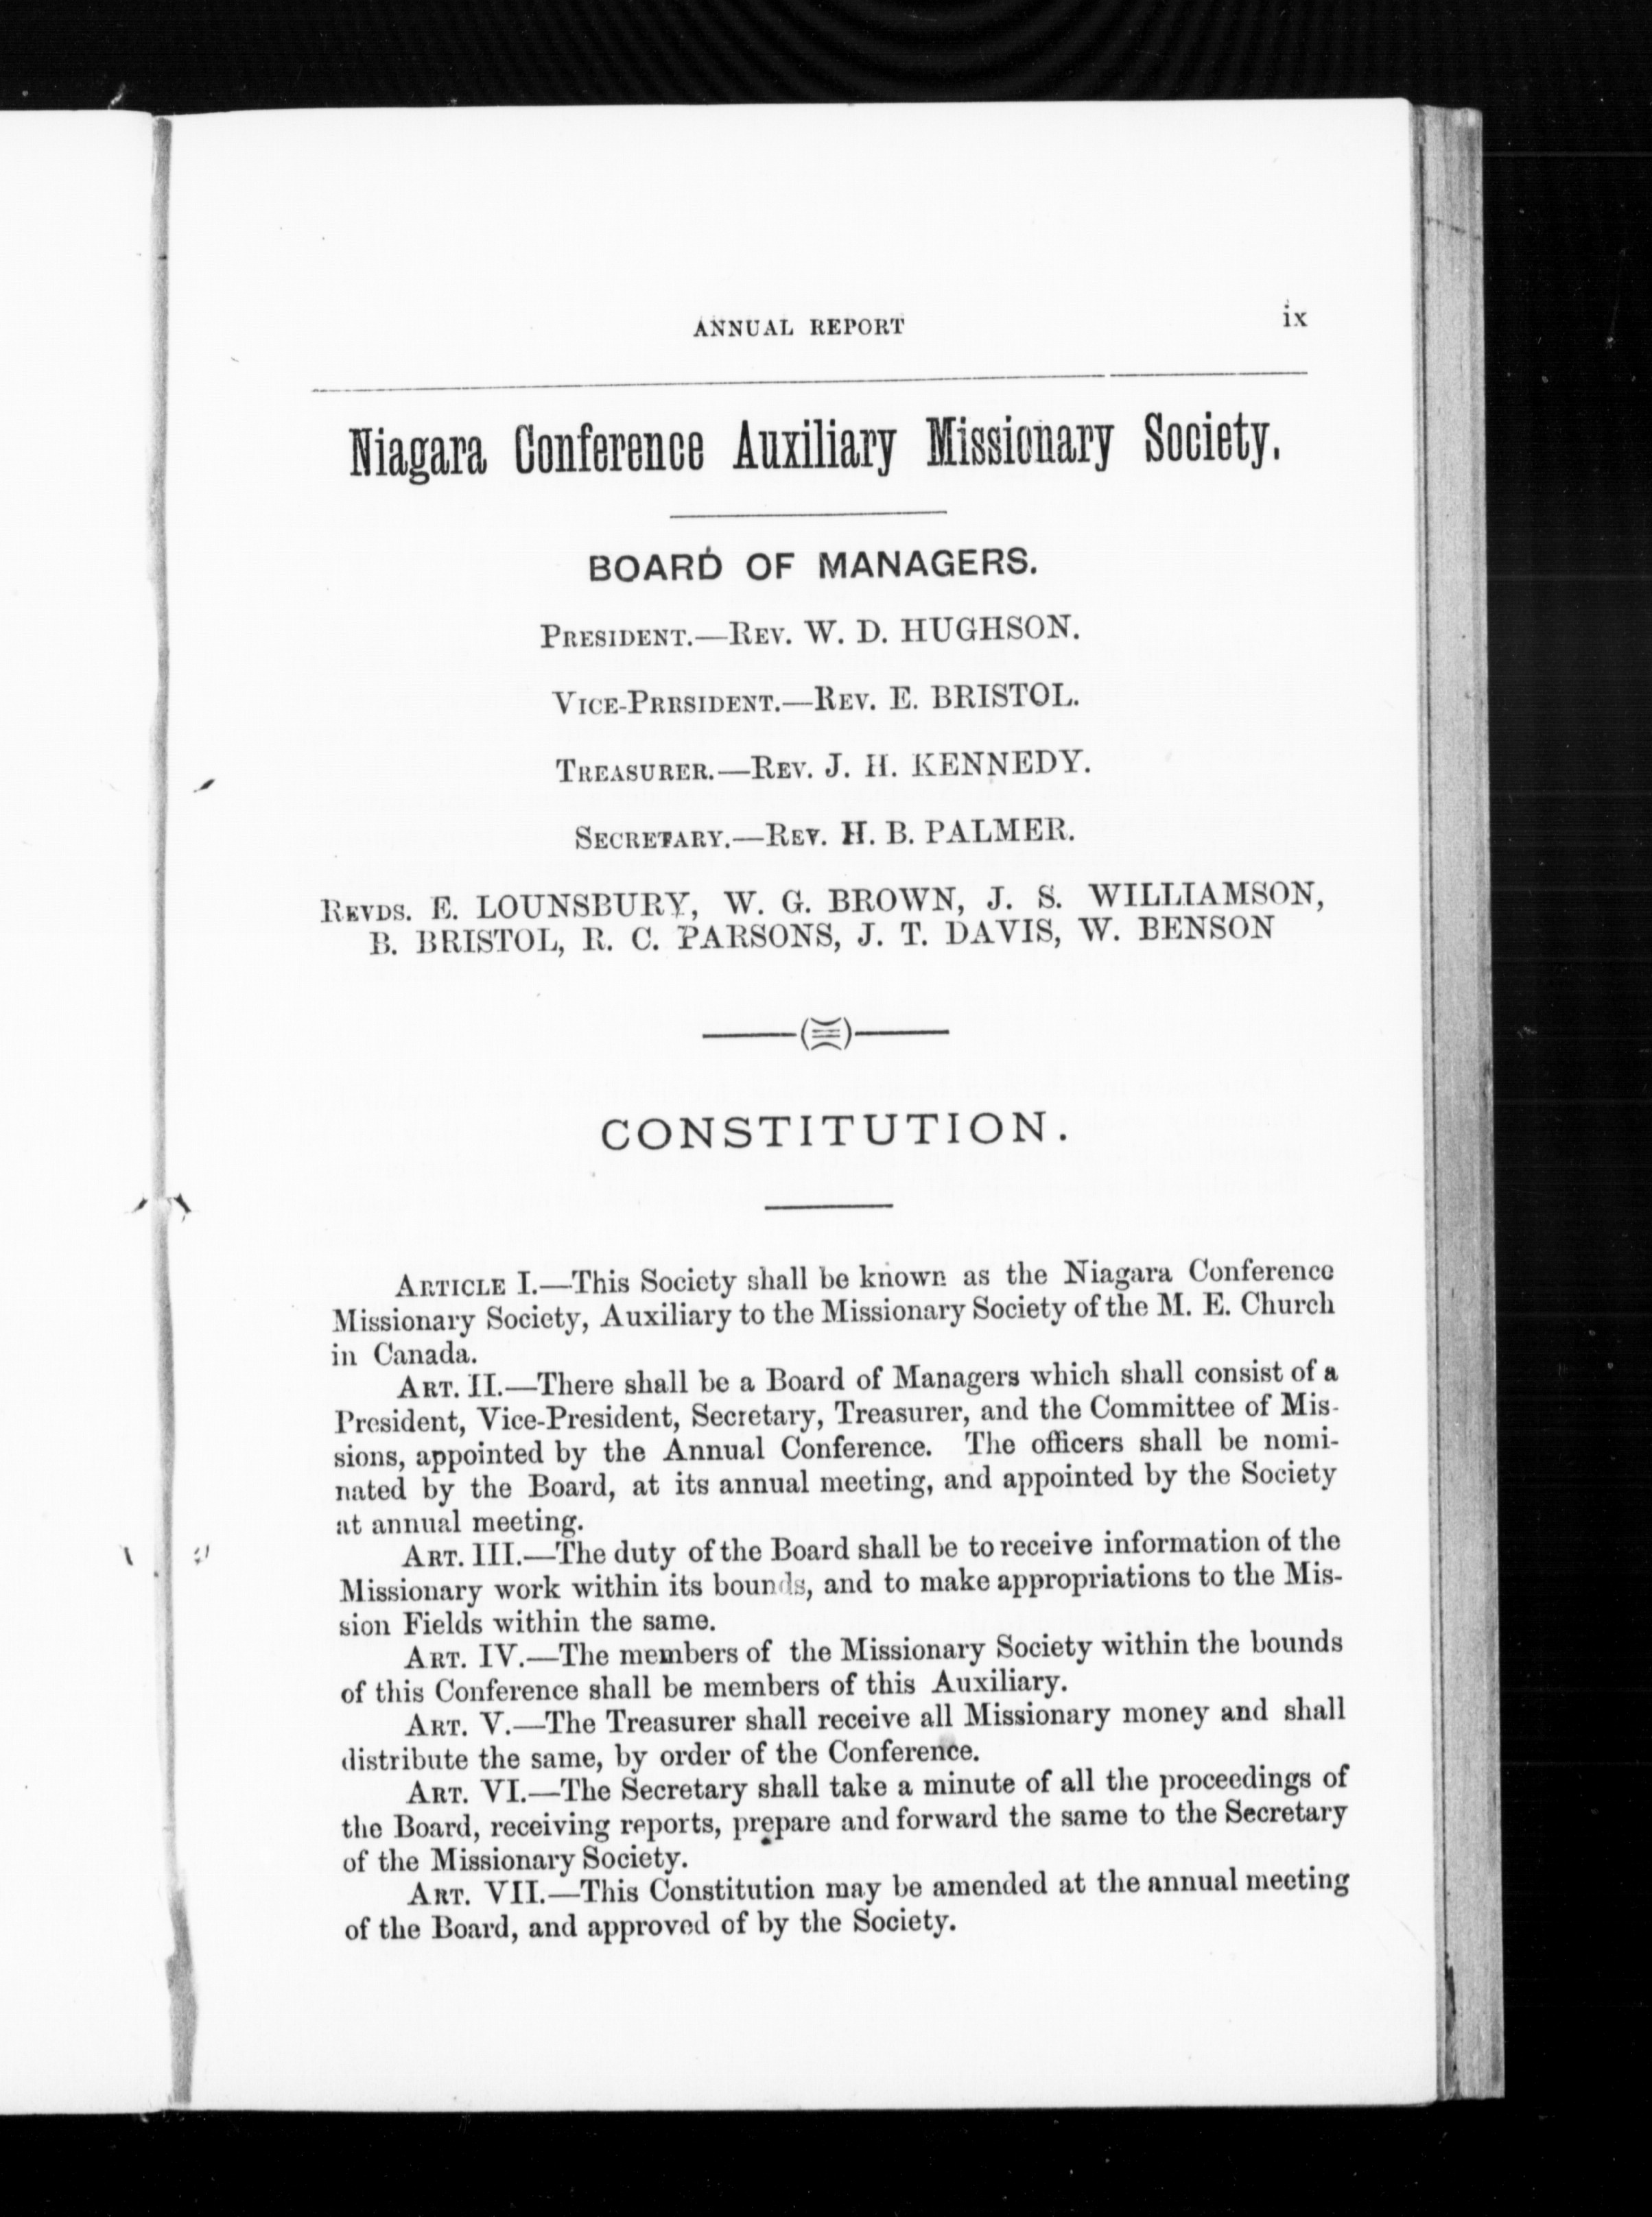 ANNUAL REPORT ix
Niagara Conference Auxiliary Missionary Society.
BOARD OF MANAGERS.
PRESIDENT.—REV. W. D. HUGHSON.
VICE-PRRSIDENT.—REV. E. BRISTOL.
TREASURER.—REV. J. H. KENNEDY.
SECRETARY.—REV. H. B. PALMER.
REVDS. E. LOUNSBURY, W. G. BROWN, J. S. WILLIAMSON,
B. BRISTOL, R. C. PARSONS, J. T. DAVIS, W. BENSON
CONSTITUTION.
ARTICLE I.—This Society shall be known as the Niagara Conference
Missionary Society, Auxiliary to the Missionary Society of the M. E. Church
in Canada.
ART. II.—There shall be a Board of Managers which shall consist of a
President, Vice-President, Secretary, Treasurer, and the Committee of Mis-
sions, appointed by the Annual Conference. The officers shall be nomi-
nated by the Board, at its annual meeting, and appointed by the Society
at annual meeting.
ART. III.—The duty of the Board shall be to receive information of the
Missionary work within its bounds, and to make appropriations to the Mis-
sion Fields within the same.
ART. IV.—The members of the Missionary Society within the bounds
of this Conference shall be members of this Auxiliary.
ART. V.—The Treasurer shall receive all Missionary money and shall
distribute the same, by order of the Conference.
ART. VI.—The Secretary shall take a minute of all the proceedings of
the Board, receiving reports, prepare and forward the same to the Secretary
of the Missionary Society.
ART. VII.—This Constitution may be amended at the annual meeting
of the Board, and approved of by the Society.